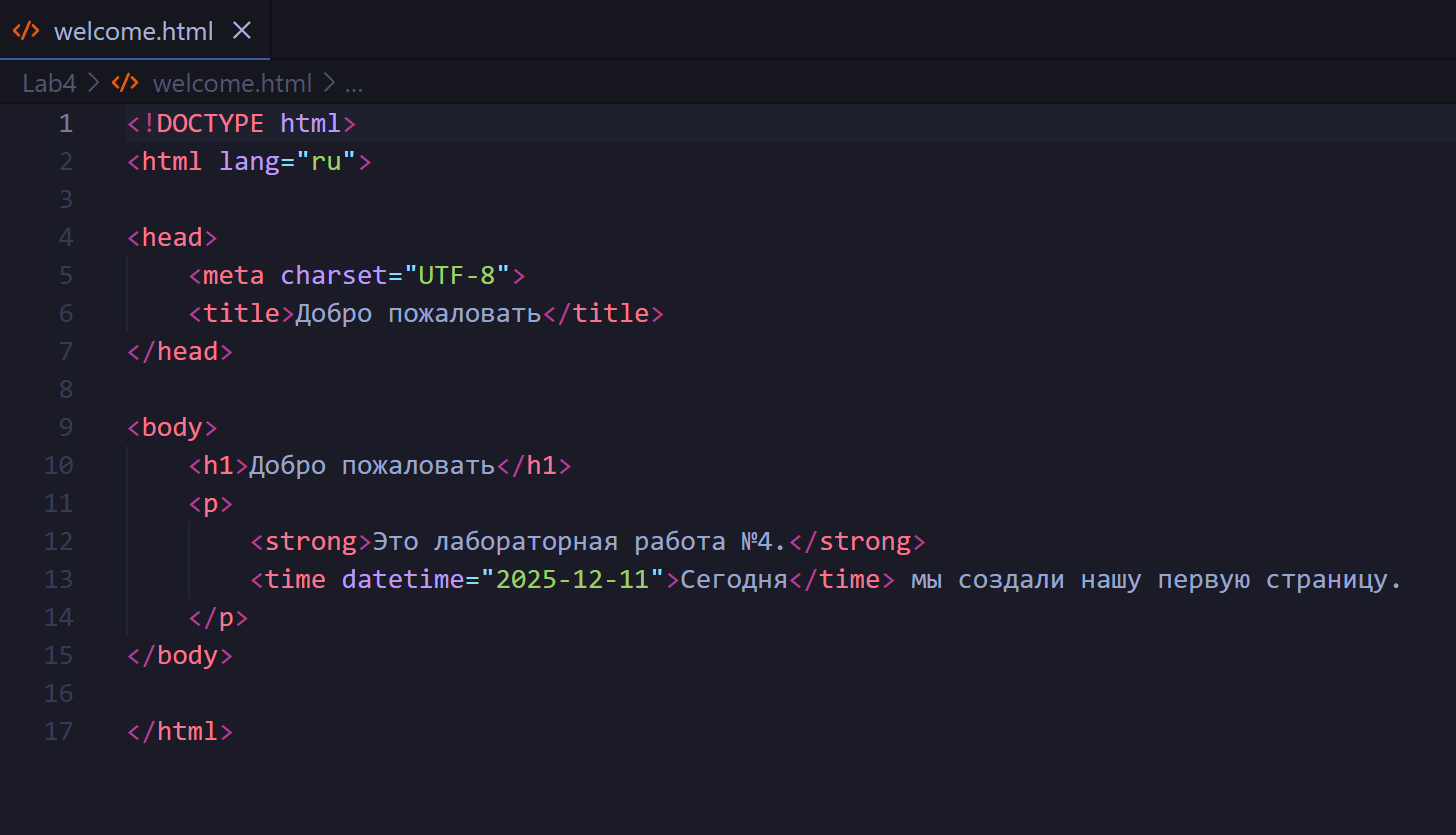 welcome.html
Lab4 > welcome.html > ...
1 <!DOCTYPE html>
2 <html lang="ru">
3
4 <head>
5     <meta charset="UTF-8">
6     <title>Добро пожаловать</title>
7 </head>
8
9 <body>
10     <h1>Добро пожаловать</h1>
11     <p>
12         <strong>Это лабораторная работа №4.</strong>
13         <time datetime="2025-12-11">Сегодня</time> мы создали нашу первую страницу.
14     </p>
15 </body>
16
17 </html>